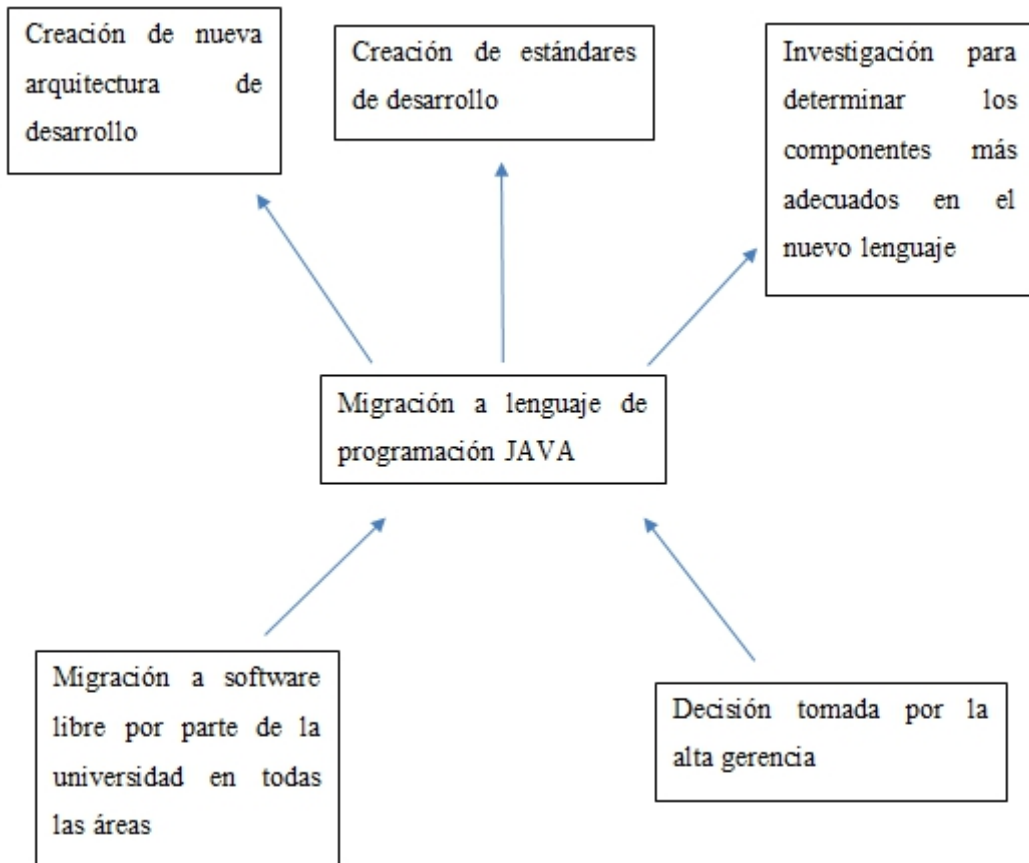 Creación de nueva
arquitectura de
desarrollo
Creación de estándares
de desarrollo
Investigación para
determinar los
componentes más
adecuados en el
nuevo lenguaje
Migración a lenguaje de
programación JAVA
Migración a software
libre por parte de la
universidad en todas
las áreas
Decisión tomada por la
alta gerencia